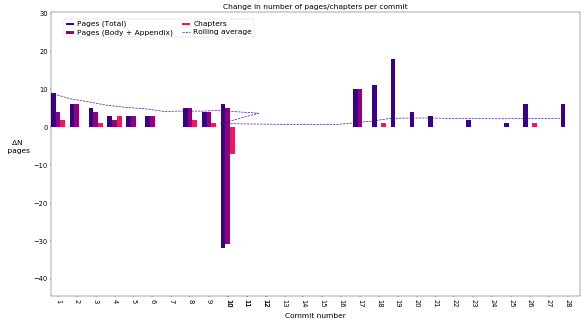 Change in number of pages/chapters per commit
Pages (Total)
Pages (Body + Appendix)
Chapters
Rolling average
30
20
10
0
−10
−20
−30
−40
ΔN
pages
1 2 3 4 5 6 7 8 9 10 11 12 13 14 15 16 17 18 19 20 21 22 23 24 25 26 27 28
Commit number